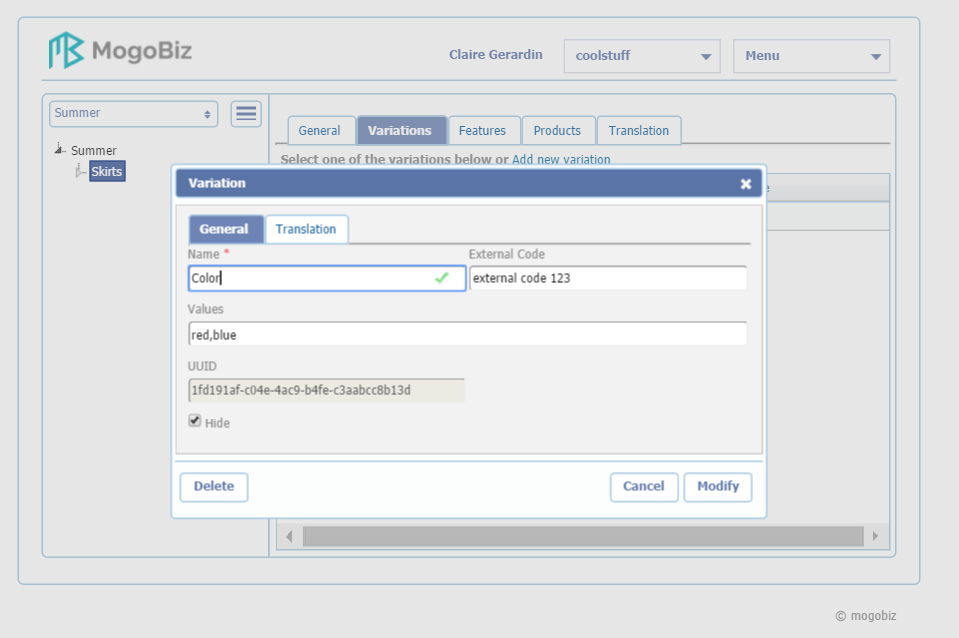 MogoBiz
Claire Gerardin
coolstuff
Menu
Summer
General
Variations
Features
Products
Translation
Summer
Skirts
Select one of the variations below or Add new variation
Variation
General
Translation
Name *
External Code
Color
external code 123
Values
red,blue
UUID
1fd191af-c04e-4ac9-b4fe-c3aabcc8b13d
Hide
Delete
Cancel
Modify
© mogobiz